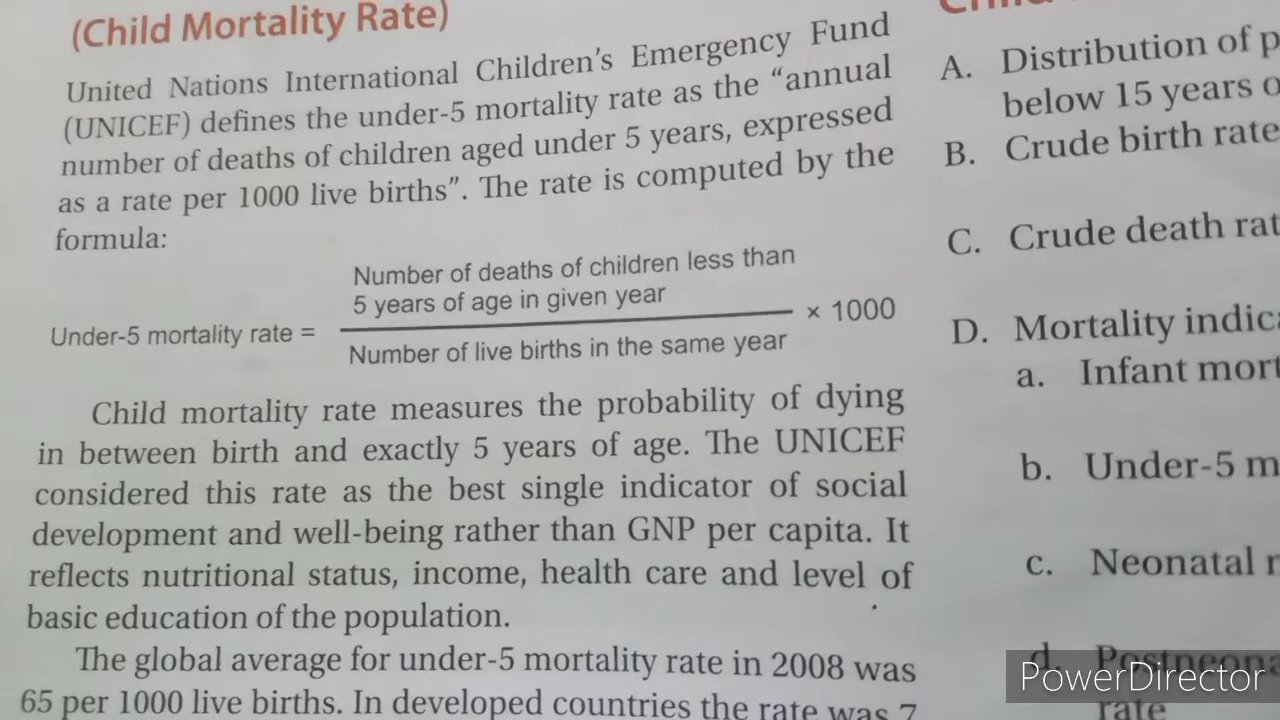 (Child Mortality Rate)
United Nations International Children's Emergency Fund
(UNICEF) defines the under-5 mortality rate as the “annual
number of deaths of children aged under 5 years, expressed
as a rate per 1000 live births”. The rate is computed by the
formula:
Number of deaths of children less than
5 years of age in given year
Under-5 mortality rate = × 1000
Number of live births in the same year
Child mortality rate measures the probability of dying
in between birth and exactly 5 years of age. The UNICEF
considered this rate as the best single indicator of social
development and well-being rather than GNP per capita. It
reflects nutritional status, income, health care and level of
basic education of the population.
The global average for under-5 mortality rate in 2008 was
65 per 1000 live births. In developed countries the rate was 7
A. Distribution of p
below 15 years o
B. Crude birth rate
C. Crude death rat
D. Mortality indic
a. Infant mort
b. Under-5 m
c. Neonatal
d. Postneona
rate
PowerDirector